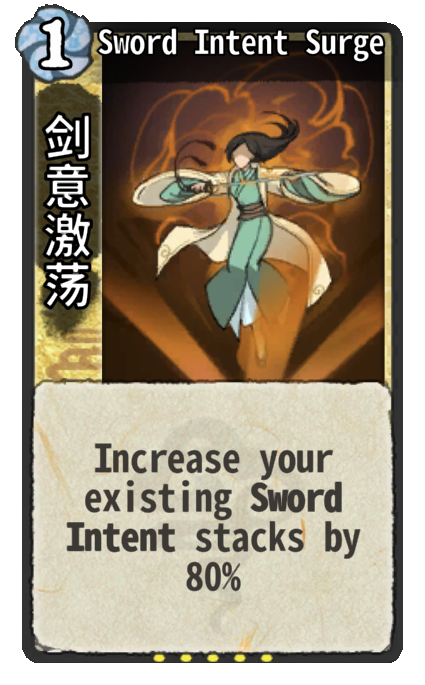 1
Sword Intent Surge
剑意激荡
Increase your
existing Sword
Intent stacks by
80%